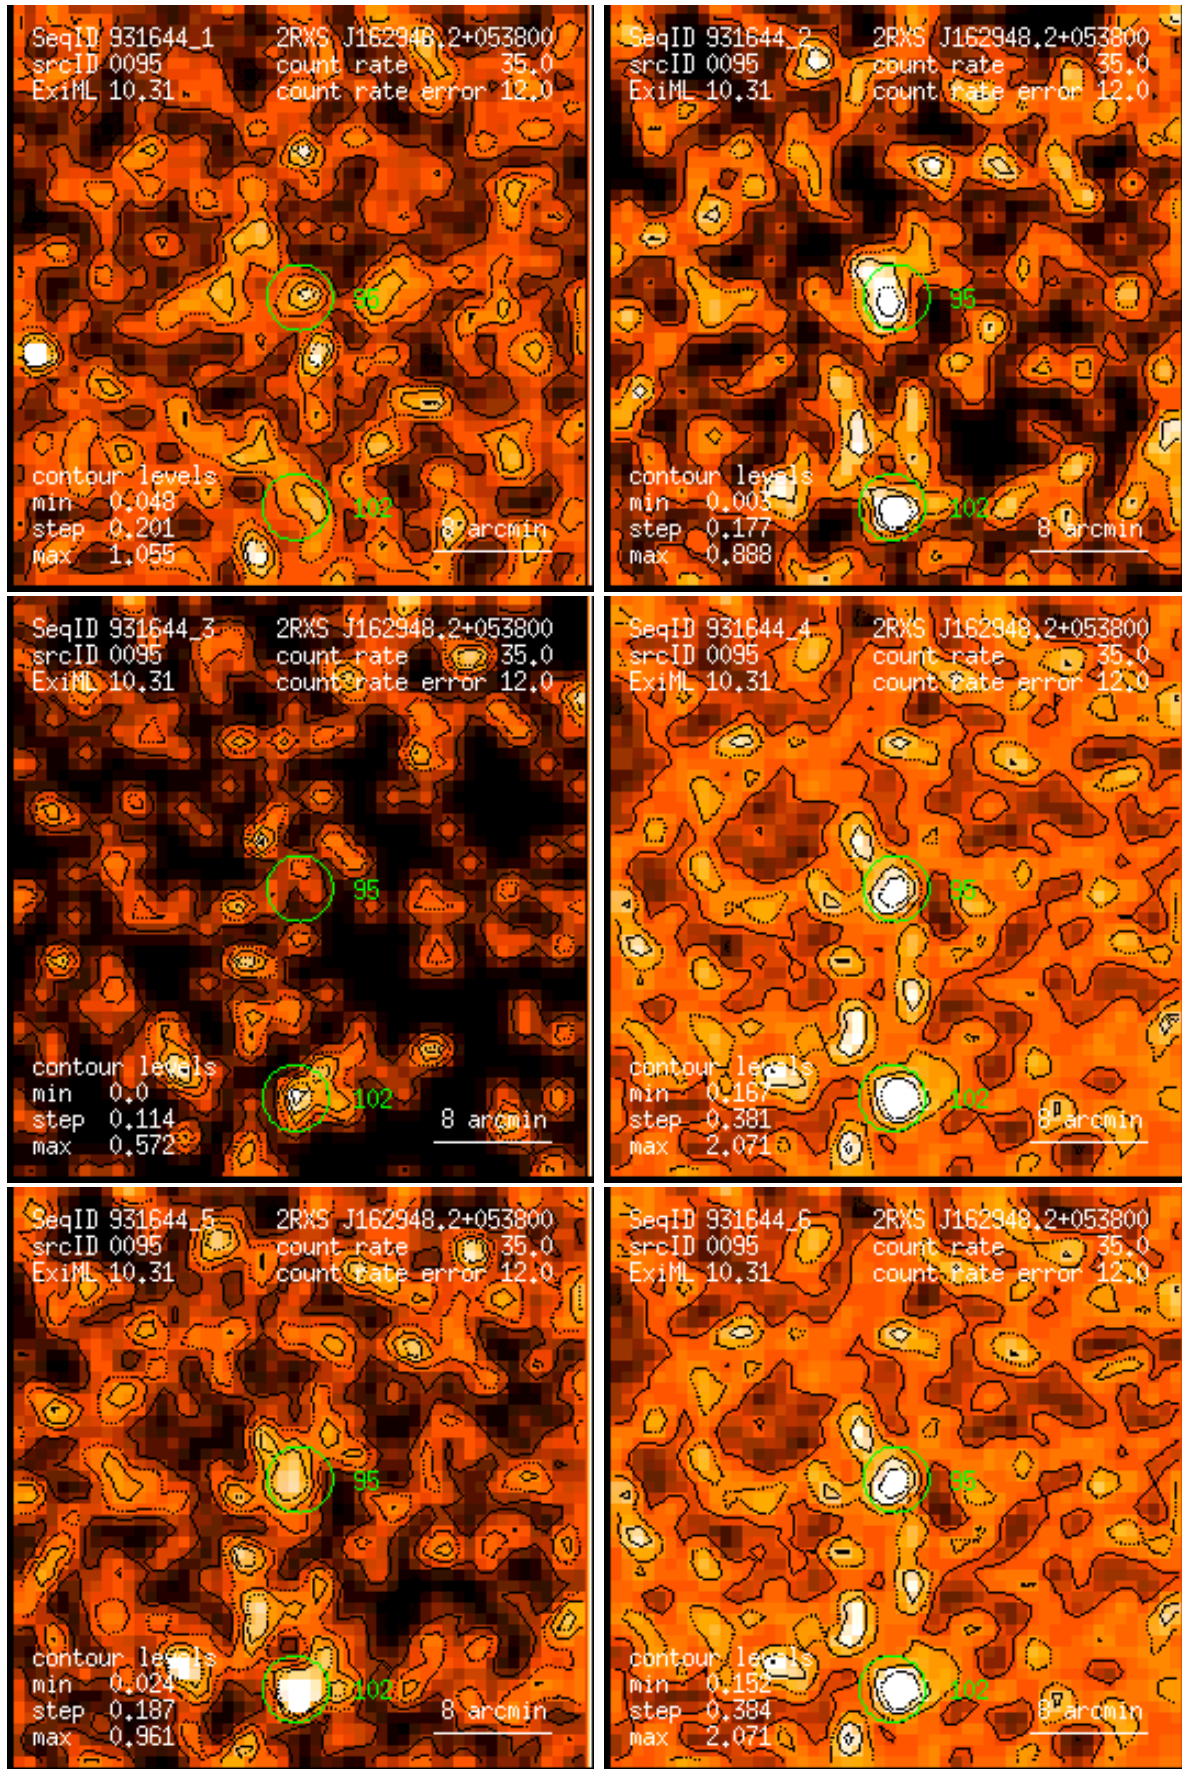 SeqID 931644_1 2RXS J162948.2+053800
srcID 0095 count rate 35.0
ExiML 10.31 count rate error 12.0
95
contour levels
min 0.048
102
step 0.201
8 arcmin
max 1.055
SeqID 931644_2 2RXS J162948.2+053800
srcID 0095 count rate 35.0
ExiML 10.31 count rate error 12.0
95
contour levels
min 0.003
102
step 0.177
8 arcmin
max 0.888
SeqID 931644_3 2RXS J162948.2+053800
srcID 0095 count rate 35.0
ExiML 10.31 count rate error 12.0
95
contour levels
min 0.0
102
step 0.114
8 arcmin
max 0.572
SeqID 931644_4 2RXS J162948.2+053800
srcID 0095 count rate 35.0
ExiML 10.31 count rate error 12.0
95
contour levels
min 0.167
102
step 0.381
8 arcmin
max 2.071
SeqID 931644_5 2RXS J162948.2+053800
srcID 0095 count rate 35.0
ExiML 10.31 count rate error 12.0
95
contour levels
min 0.024
102
step 0.187
8 arcmin
max 0.961
SeqID 931644_6 2RXS J162948.2+053800
srcID 0095 count rate 35.0
ExiML 10.31 count rate error 12.0
95
contour levels
min 0.152
102
step 0.384
8 arcmin
max 2.071